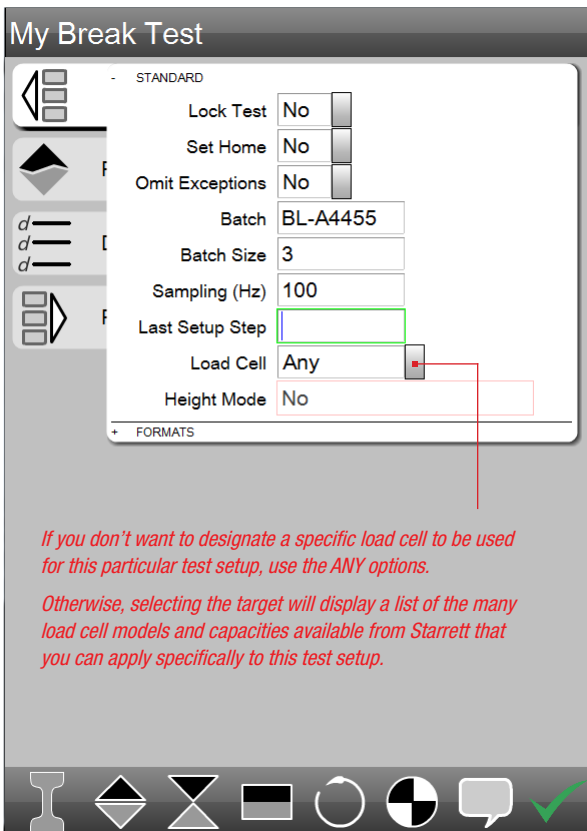 My Break Test
- STANDARD
Lock Test No
Set Home No
Omit Exceptions No
Batch BL-A4455
Batch Size 3
Sampling (Hz) 100
Last Setup Step
Load Cell Any
Height Mode No
+ FORMATS
d
d
d
If you don't want to designate a specific load cell to be used
for this particular test setup, use the ANY options.
Otherwise, selecting the target will display a list of the many
load cell models and capacities available from Starrett that
you can apply specifically to this test setup.